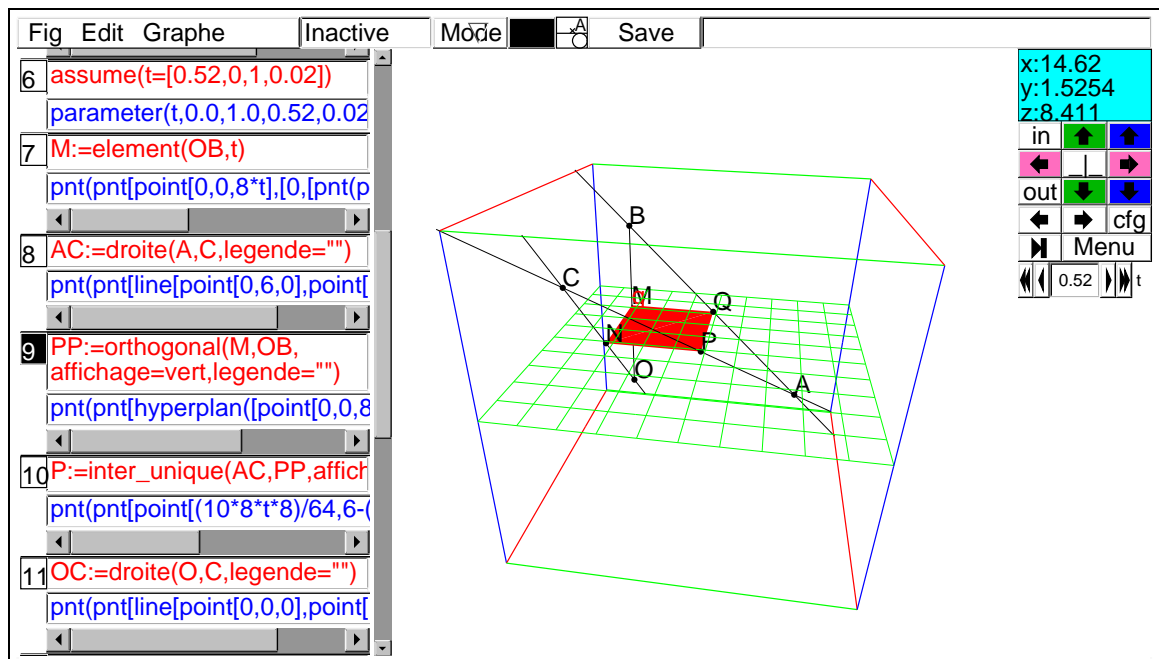 Fig Edit Graphe Inactive Mode A Save
6 assume(t=[0.52,0,1,0.02])
parameter(t,0.0,1.0,0.52,0.02
7 M:=element(OB,t)
pnt(pnt[point[0,0,8*t],[0,[pnt(p
8 AC:=droite(A,C,legende="")
pnt(pnt[line[point[0,6,0],point[
9 PP:=orthogonal(M,OB,
affichage=vert,legende="")
pnt(pnt[hyperplan([point[0,0,8
10 P:=inter_unique(AC,PP,affich
pnt(pnt[point[(10*8*t*8)/64,6-(
11 OC:=droite(O,C,legende="")
pnt(pnt[line[point[0,0,0],point[
B
C
M
Q
N
P
O
A
x:14.62
y:1.5254
z:8.411
in
_|_
out
cfg
Menu
0.52 t